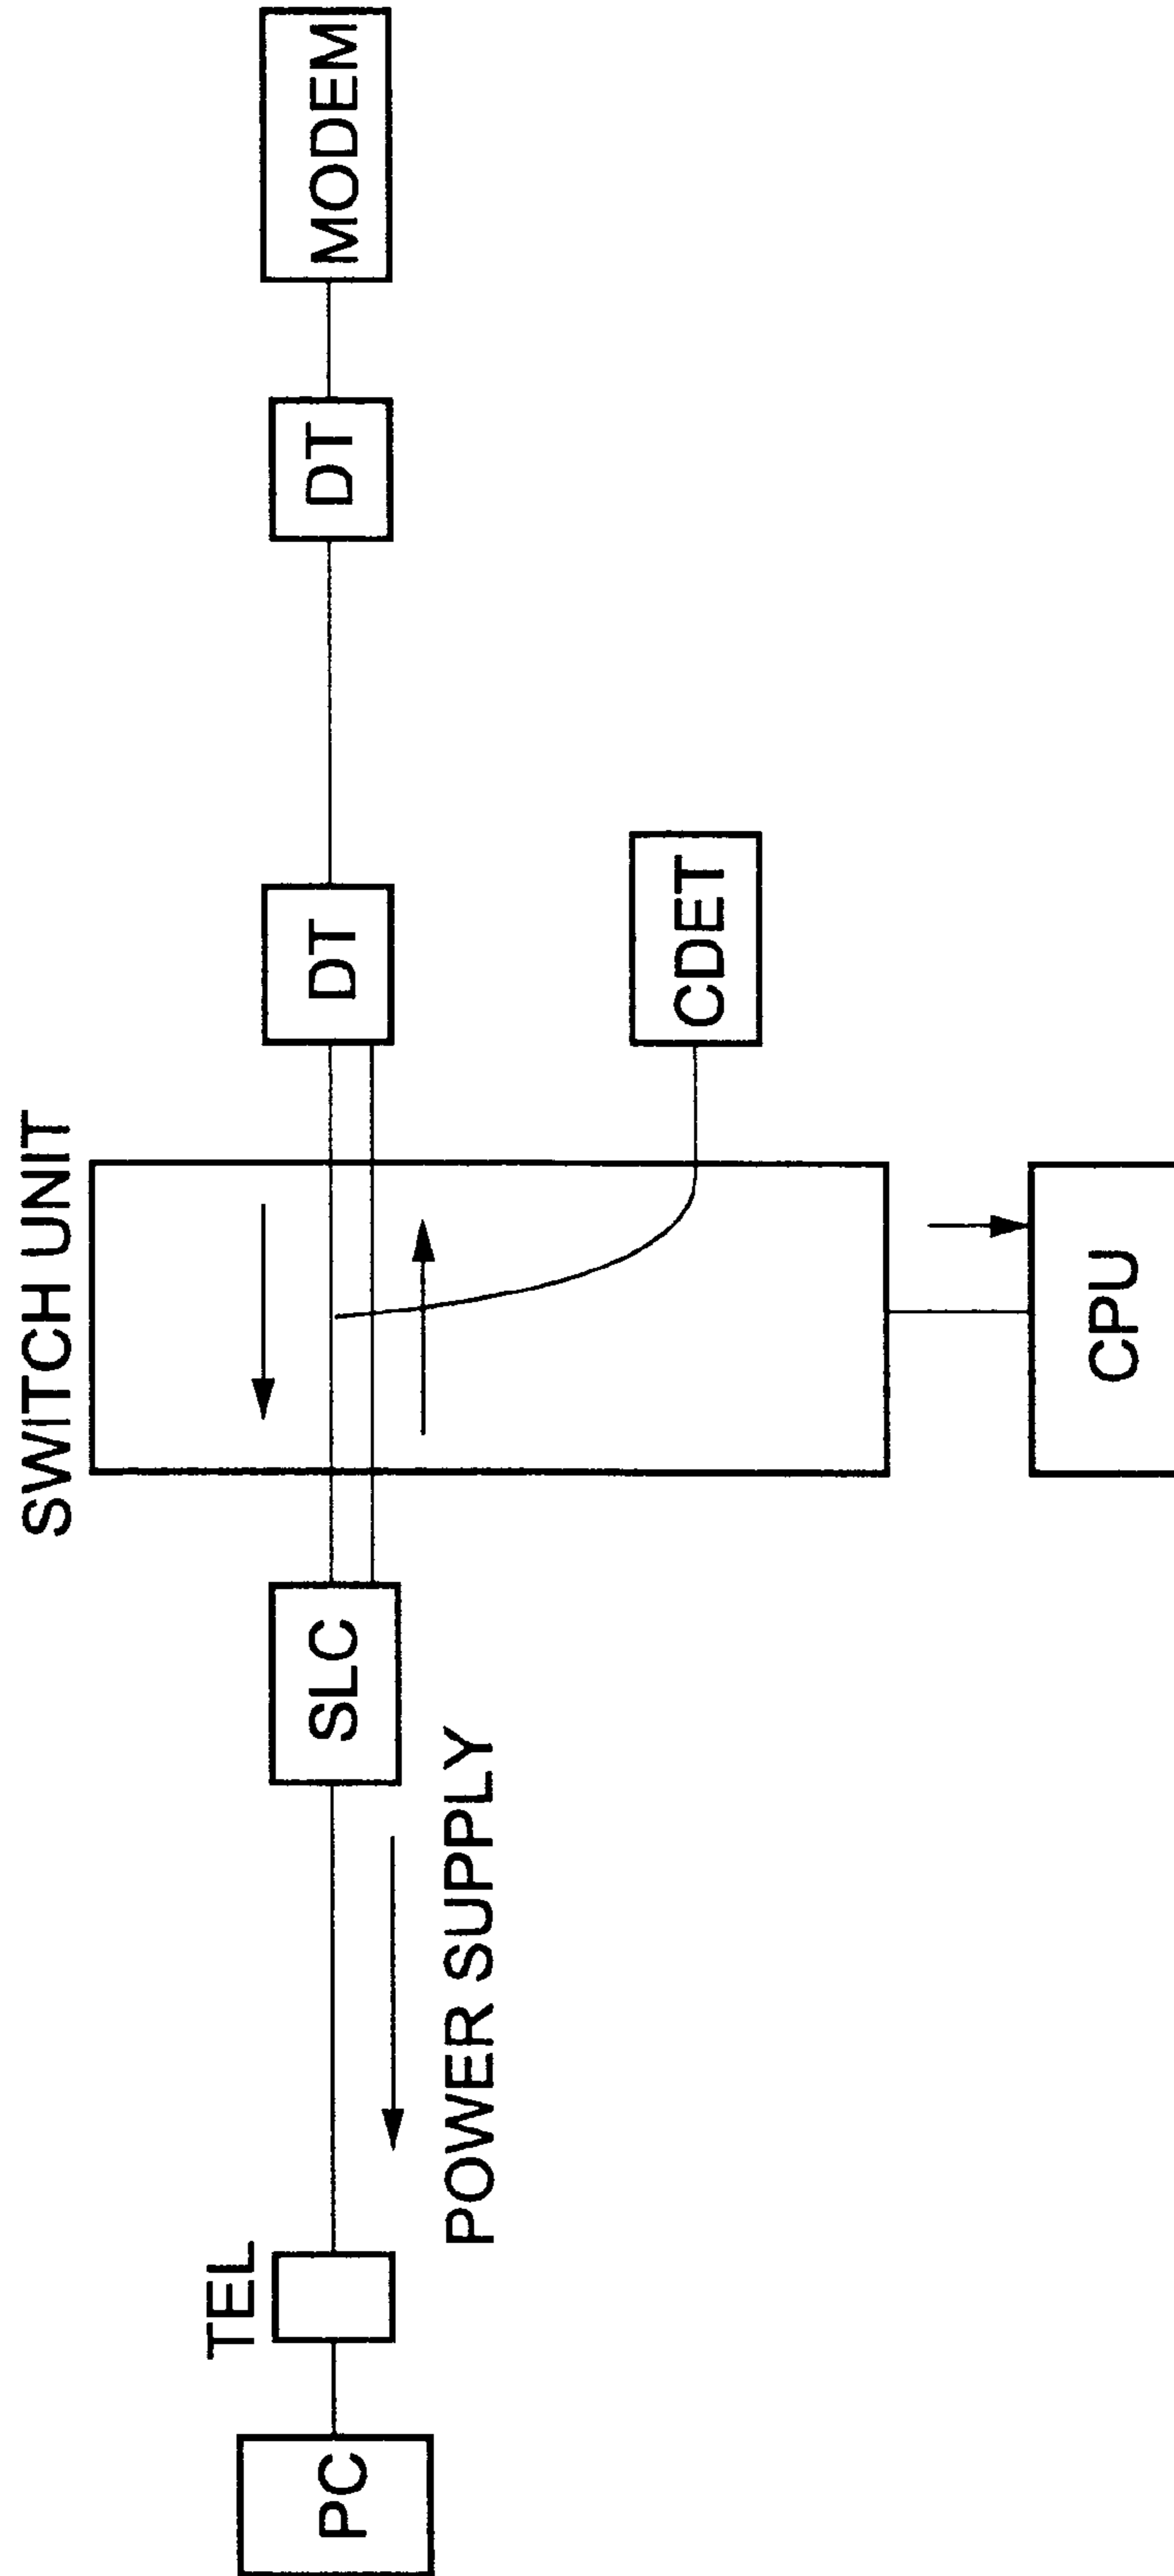 SWITCH UNIT
TEL
PC
SLC
DT
DT
MODEM
POWER SUPPLY
CDET
CPU